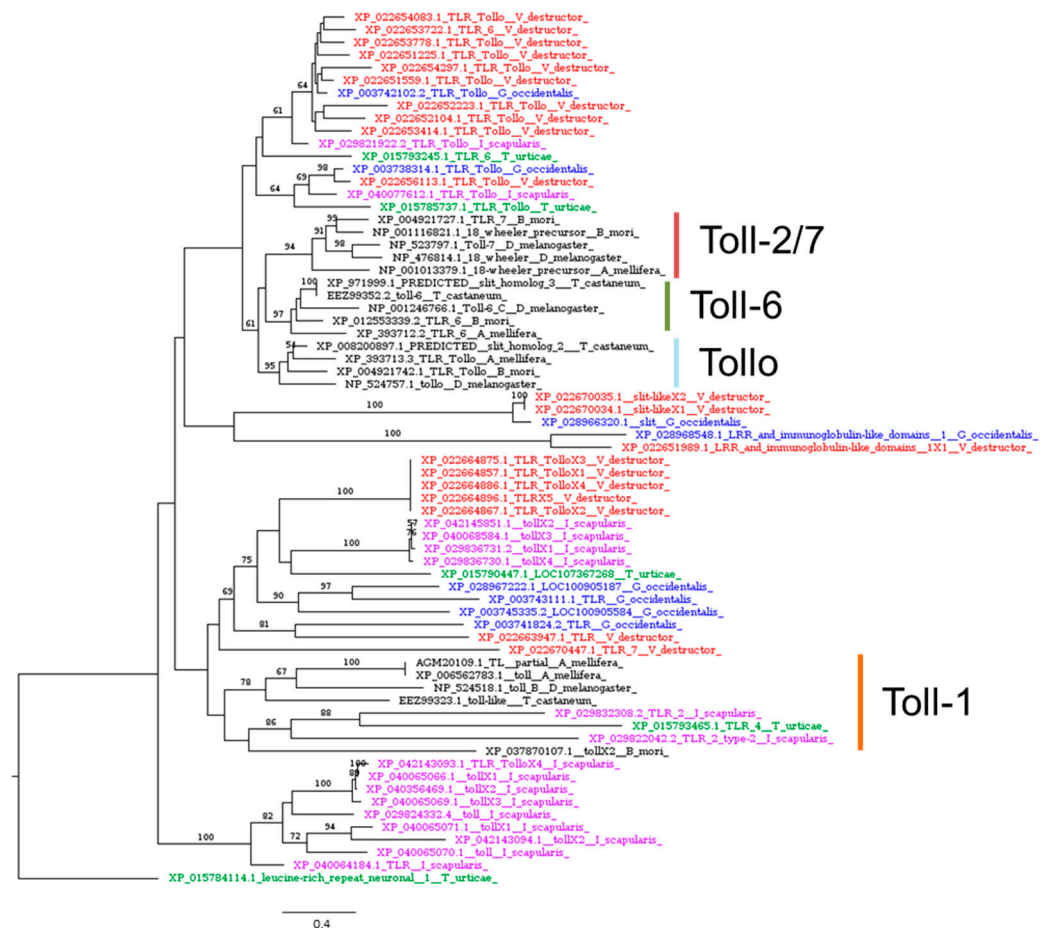 XP_022654083.1_TLR_Tollo__V_destructor_
XP_022653722.1_TLR_6__V_destructor_
XP_022653778.1_TLR_Tollo__V_destructor_
XP_022651225.1_TLR_Tollo__V_destructor_
XP_022654297.1_TLR_Tollo__V_destructor_
XP_022651559.1_TLR_Tollo__V_destructor_
64
XP_003742102.2_TLR_Tollo__G_occidentalis_
61
XP_022652223.1_TLR_Tollo__V_destructor_
XP_022652104.1_TLR_Tollo__V_destructor_
XP_022653414.1_TLR_Tollo__V_destructor_
XP_029821922.2_TLR_Tollo__I_scapularis_
XP_015793245.1_TLR_6__T_urticae_
98
XP_003738314.1_TLR_Tollo__G_occidentalis_
69
XP_022656113.1_TLR_Tollo__V_destructor_
64
XP_040077612.1_TLR_Tollo__I_scapularis_
XP_015785737.1_TLR_Tollo__T_urticae_
99
XP_004921727.1_TLR_7__B_mori_
91
NP_001116821.1_18_wheeler_precursor__B_mori_
94
98
NP_523797.1_Toll-7__D_melanogaster_
Toll-2/7
NP_476814.1_18_wheeler__D_melanogaster_
NP_001013379.1_18-wheeler_precursor__A_mellifera_
100
XP_971999.1_PREDICTED__slit_homolog_3__T_castaneum_
EEZ99352.2_toll-6__T_castaneum_
Toll-6
NP_001246766.1_Toll-6_C__D_melanogaster_
97
XP_012553339.2_TLR_6__B_mori_
61
XP_393712.2_TLR_6__A_mellifera_
54
XP_008200897.1_PREDICTED__slit_homolog_2__T_castaneum_
XP_393713.3_TLR_Tollo__A_mellifera_
Tollo
95
XP_004921742.1_TLR_Tollo__B_mori_
NP_524757.1_tollo__D_melanogaster_
100
XP_022670035.1__slit-likeX2__V_destructor_
100
XP_022670034.1__slit-likeX1__V_destructor_
XP_028966320.1__slit__G_occidentalis_
100
XP_028968548.1_LRR_and_immunoglobulin-like_domains__1__G_occidentalis_
XP_022651989.1_LRR_and_immunoglobulin-like_domains__1X1__V_destructor_
XP_022664875.1_TLR_TolloX3__V_destructor_
XP_022664857.1_TLR_TolloX1__V_destructor_
XP_022664886.1_TLR_TolloX4__V_destructor_
100
XP_022664896.1_TLRX5__V_destructor_
XP_022664867.1_TLR_TolloX2__V_destructor_
57
XP_042145851.1__tollX2__I_scapularis_
76
XP_040068584.1__tollX3__I_scapularis_
100
XP_029836731.2__tollX1__I_scapularis_
75
XP_029836730.1__tollX4__I_scapularis_
XP_015790447.1_LOC107367268__T_urticae_
97
XP_028967222.1_LOC100905187__G_occidentalis_
69
90
XP_003743111.1_TLR__G_occidentalis_
XP_003745335.2_LOC100905584__G_occidentalis_
81
XP_003741824.2_TLR__G_occidentalis_
XP_022663947.1_TLR__V_destructor_
XP_022670447.1_TLR_7__V_destructor_
100
AGM20109.1_TL__partial__A_mellifera_
67
XP_006562783.1__toll__A_mellifera_
78
NP_524518.1_toll_B__D_melanogaster_
EEZ99323.1_toll-like___T_castaneum_
Toll-1
88
XP_029832308.2_TLR_2__I_scapularis_
86
XP_015793465.1_TLR_4__T_urticae_
XP_029822042.2_TLR_2_type-2__I_scapularis_
XP_037870107.1__tollX2__B_mori_
100
XP_042143093.1_TLR_TolloX4__I_scapularis_
XP_040065066.1__tollX1__I_scapularis_
100
XP_040356469.1__tollX2__I_scapularis_
XP_040065069.1__tollX3__I_scapularis_
82
XP_029824332.4__toll__I_scapularis_
94
XP_040065071.1__tollX1__I_scapularis_
100
72
XP_042143094.1__tollX2__I_scapularis_
XP_040065070.1__toll__I_scapularis_
XP_040064184.1_TLR__I_scapularis_
XP_015784114.1_leucine-rich_repeat_neuronal__1__T_urticae_
0.4